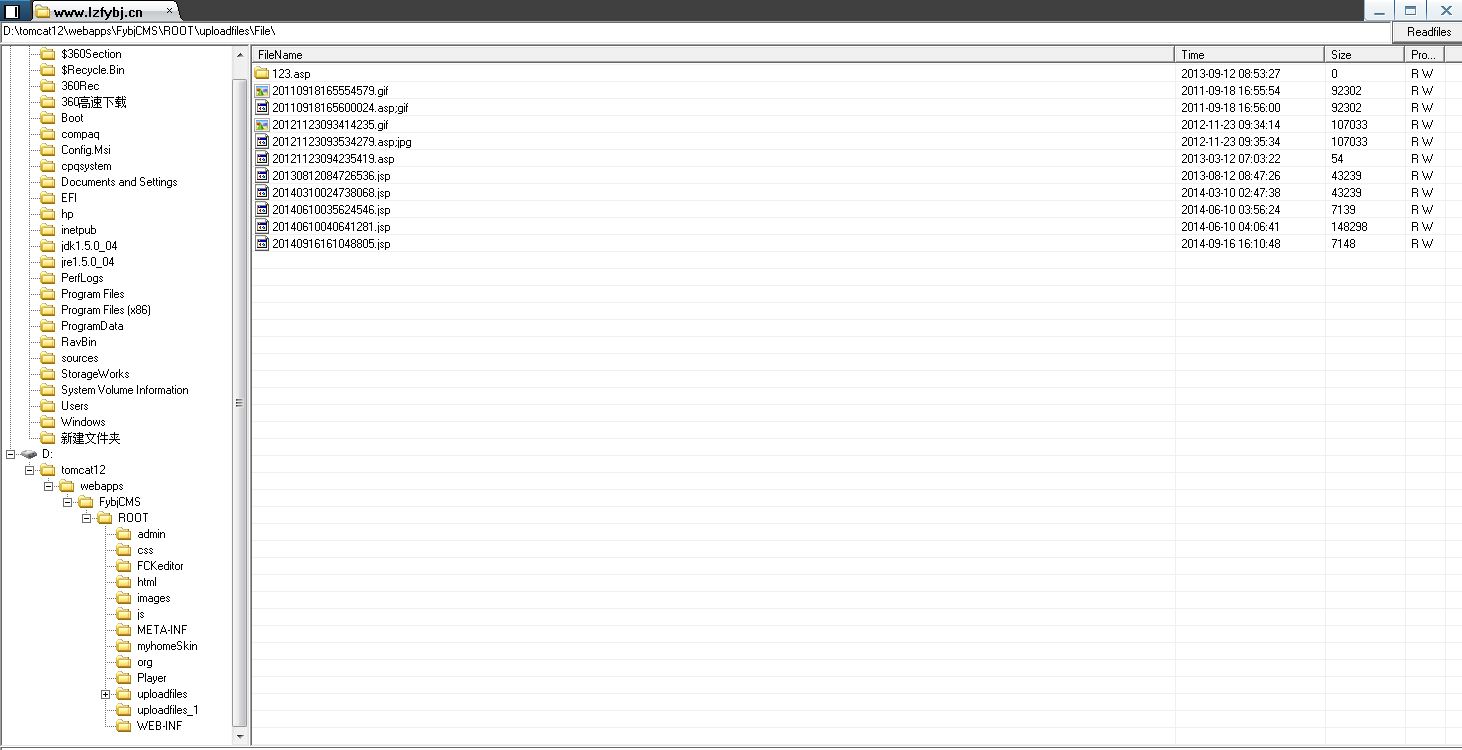 www.lzfybj.cn
D:\tomcat12\webapps\FybjCMS\ROOT\uploadfiles\File\
Readfiles
$360Section
$Recycle.Bin
360Rec
360高速下载
Boot
compaq
Config.Msi
cpqsystem
Documents and Settings
EFI
hp
inetpub
jdk1.5.0_04
jre1.5.0_04
PerfLogs
Program Files
Program Files (x86)
ProgramData
RavBin
sources
StorageWorks
System Volume Information
Users
Windows
新建文件夹
D:
tomcat12
webapps
FybjCMS
ROOT
admin
css
FCKeditor
html
images
js
META-INF
myhomeSkin
org
Player
uploadfiles
uploadfiles_1
WEB-INF
FileName Time Size Pro...
123.asp 2013-09-12 08:53:27 0 R W
20110918165554579.gif 2011-09-18 16:55:54 92302 R W
20110918165600024.asp;gif 2011-09-18 16:56:00 92302 R W
20121123093414235.gif 2012-11-23 09:34:14 107033 R W
20121123093534279.asp;jpg 2012-11-23 09:35:34 107033 R W
20121123094235419.asp 2013-03-12 07:03:22 54 R W
20130812084726536.jsp 2013-08-12 08:47:26 43239 R W
20140310024738068.jsp 2014-03-10 02:47:38 43239 R W
20140610035624546.jsp 2014-06-10 03:56:24 7139 R W
20140610040641281.jsp 2014-06-10 04:06:41 148298 R W
20140916161048805.jsp 2014-09-16 16:10:48 7148 R W